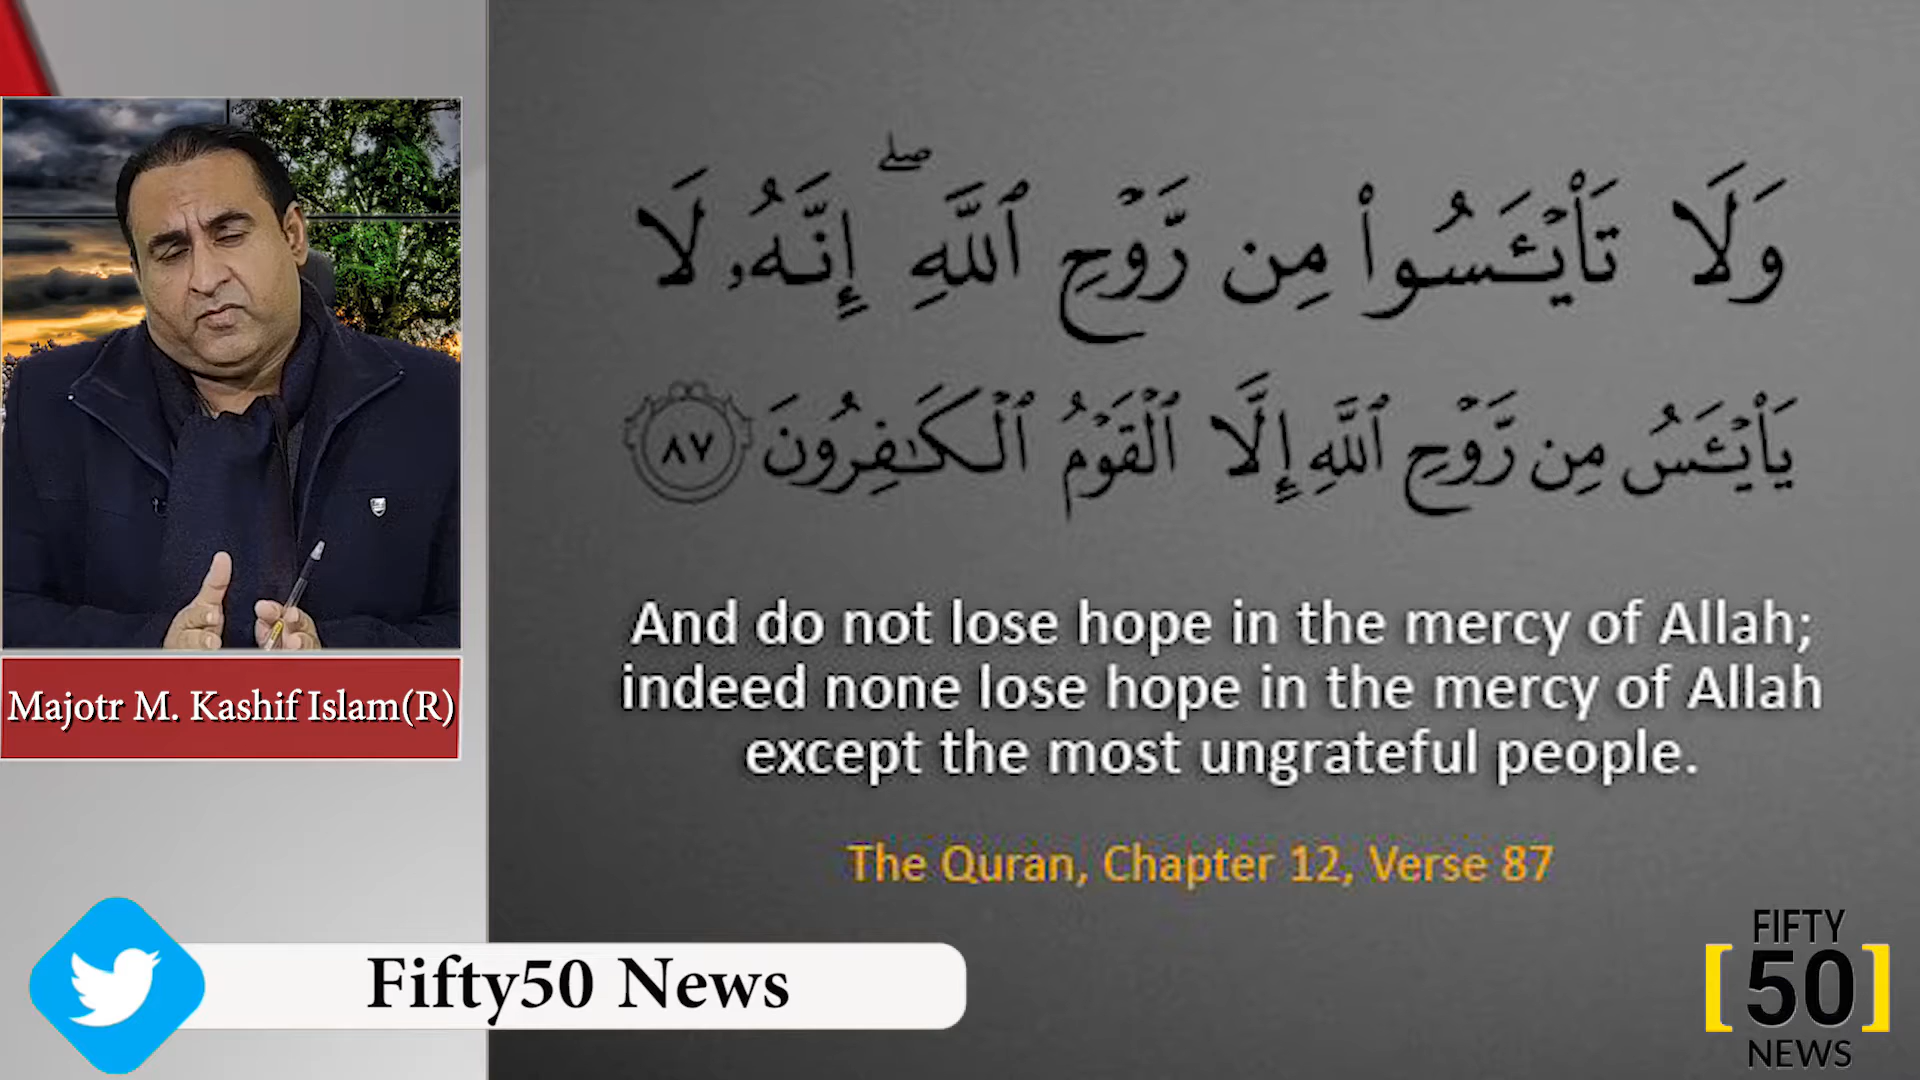 وَلَا تَاْيْـَٔسُوا۟ مِن رَّوْحِ ٱللَّهِ ۖ إِنَّهُۥ لَا
يَاْيْـَٔسُ مِن رَّوْحِ ٱللَّهِ إِلَّا ٱلْقَوْمُ ٱلْكَـٰفِرُونَ ٨٧
And do not lose hope in the mercy of Allah;
indeed none lose hope in the mercy of Allah
except the most ungrateful people.
The Quran, Chapter 12, Verse 87
Majotr M. Kashif Islam(R)
Fifty50 News
FIFTY
[50]
NEWS